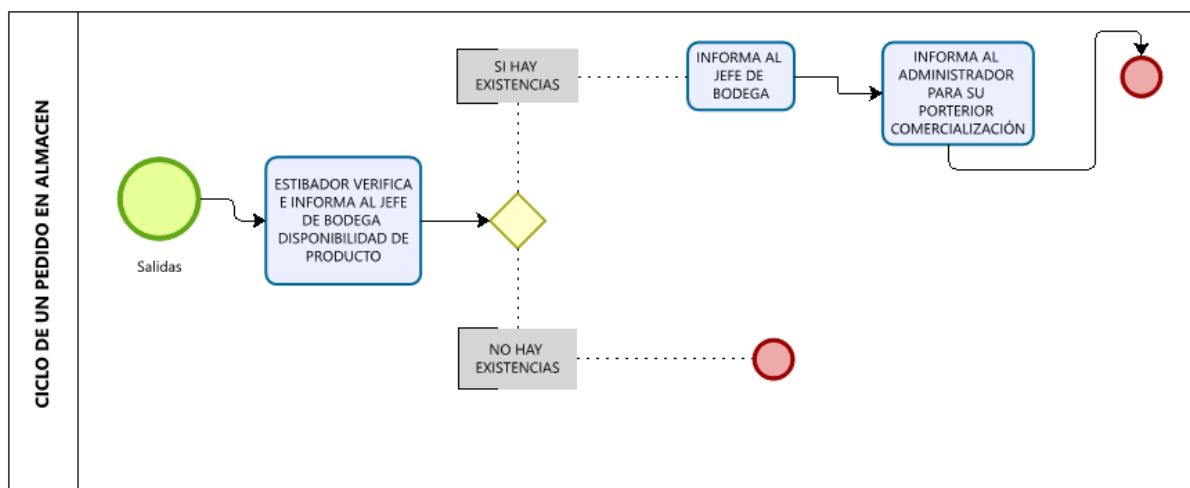 CICLO DE UN PEDIDO EN ALMACEN
Salidas
ESTIBADOR VERIFICA
E INFORMA AL JEFE
DE BODEGA
DISPONIBILIDAD DE
PRODUCTO
SI HAY
EXISTENCIAS
INFORMA AL
JEFE DE
BODEGA
INFORMA AL
ADMINISTRADOR
PARA SU
PORTERIOR
COMERCIALIZACIÓN
NO HAY
EXISTENCIAS